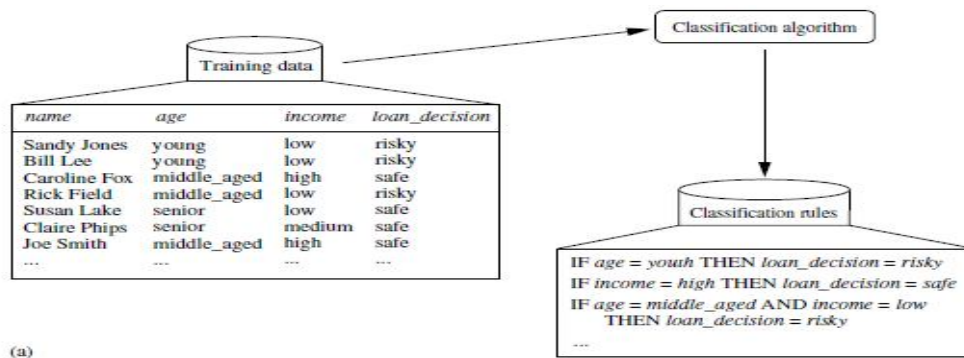 Classification algorithm
Training data
name age income loan_decision
Sandy Jones young low risky
Bill Lee young low risky
Caroline Fox middle_aged high safe
Rick Field middle_aged low risky
Susan Lake senior low safe
Claire Phips senior medium safe
Joe Smith middle_aged high safe
... ... ... ...
Classification rules
IF age = youth THEN loan_decision = risky
IF income = high THEN loan_decision = safe
IF age = middle_aged AND income = low
THEN loan_decision = risky
...
(a)